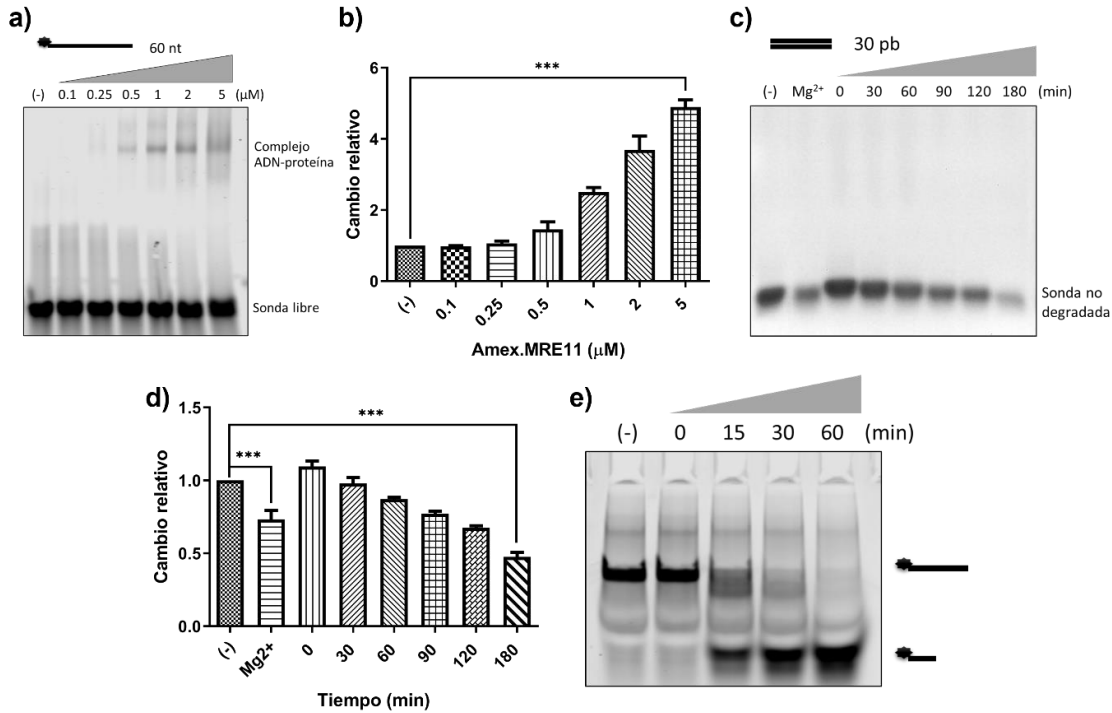 a)
60 nt
(-) 0.1 0.25 0.5 1 2 5 (μM)
Complejo
ADN-proteína
Sonda libre
b)
***
Cambio relativo
6
4
2
0
(-) 0.1 0.25 0.5 1 2 5
Amex.MRE11 (μM)
c)
30 pb
(-) Mg²⁺ 0 30 60 90 120 180 (min)
Sonda no
degradada
d)
***
***
Cambio relativo
1.5
1.0
0.5
0.0
(-) Mg2+ 0 30 60 90 120 180
Tiempo (min)
e)
(-) 0 15 30 60 (min)